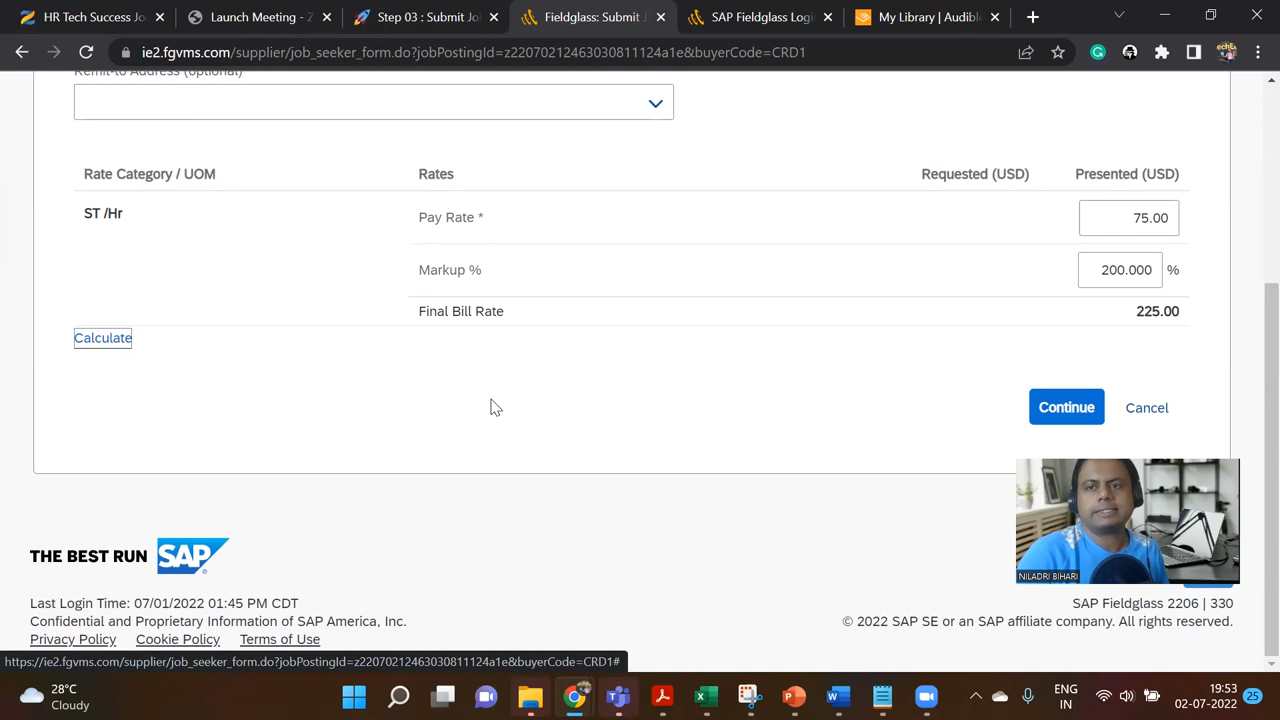 HR Tech Success Jo
Launch Meeting - Z
Step 03 : Submit Jo
Fieldglass: Submit J
SAP Fieldglass Logi
My Library | Audibl
ie2.fgvms.com/supplier/job_seeker_form.do?jobPostingId=z22070212463030811124a1e&buyerCode=CRD1
Remit-to Address (optional)
Rate Category / UOM Rates Requested (USD) Presented (USD)
ST /Hr Pay Rate * 75.00
Markup % 200.000 %
Final Bill Rate 225.00
Calculate
Continue Cancel
NILADRI BIHARI
THE BEST RUN SAP
Last Login Time: 07/01/2022 01:45 PM CDT SAP Fieldglass 2206 | 330
Confidential and Proprietary Information of SAP America, Inc. © 2022 SAP SE or an SAP affiliate company. All rights reserved.
Privacy Policy Cookie Policy Terms of Use
https://ie2.fgvms.com/supplier/job_seeker_form.do?jobPostingId=z22070212463030811124a1e&buyerCode=CRD1#
28°C
Cloudy
ENG
IN
19:53
02-07-2022
25